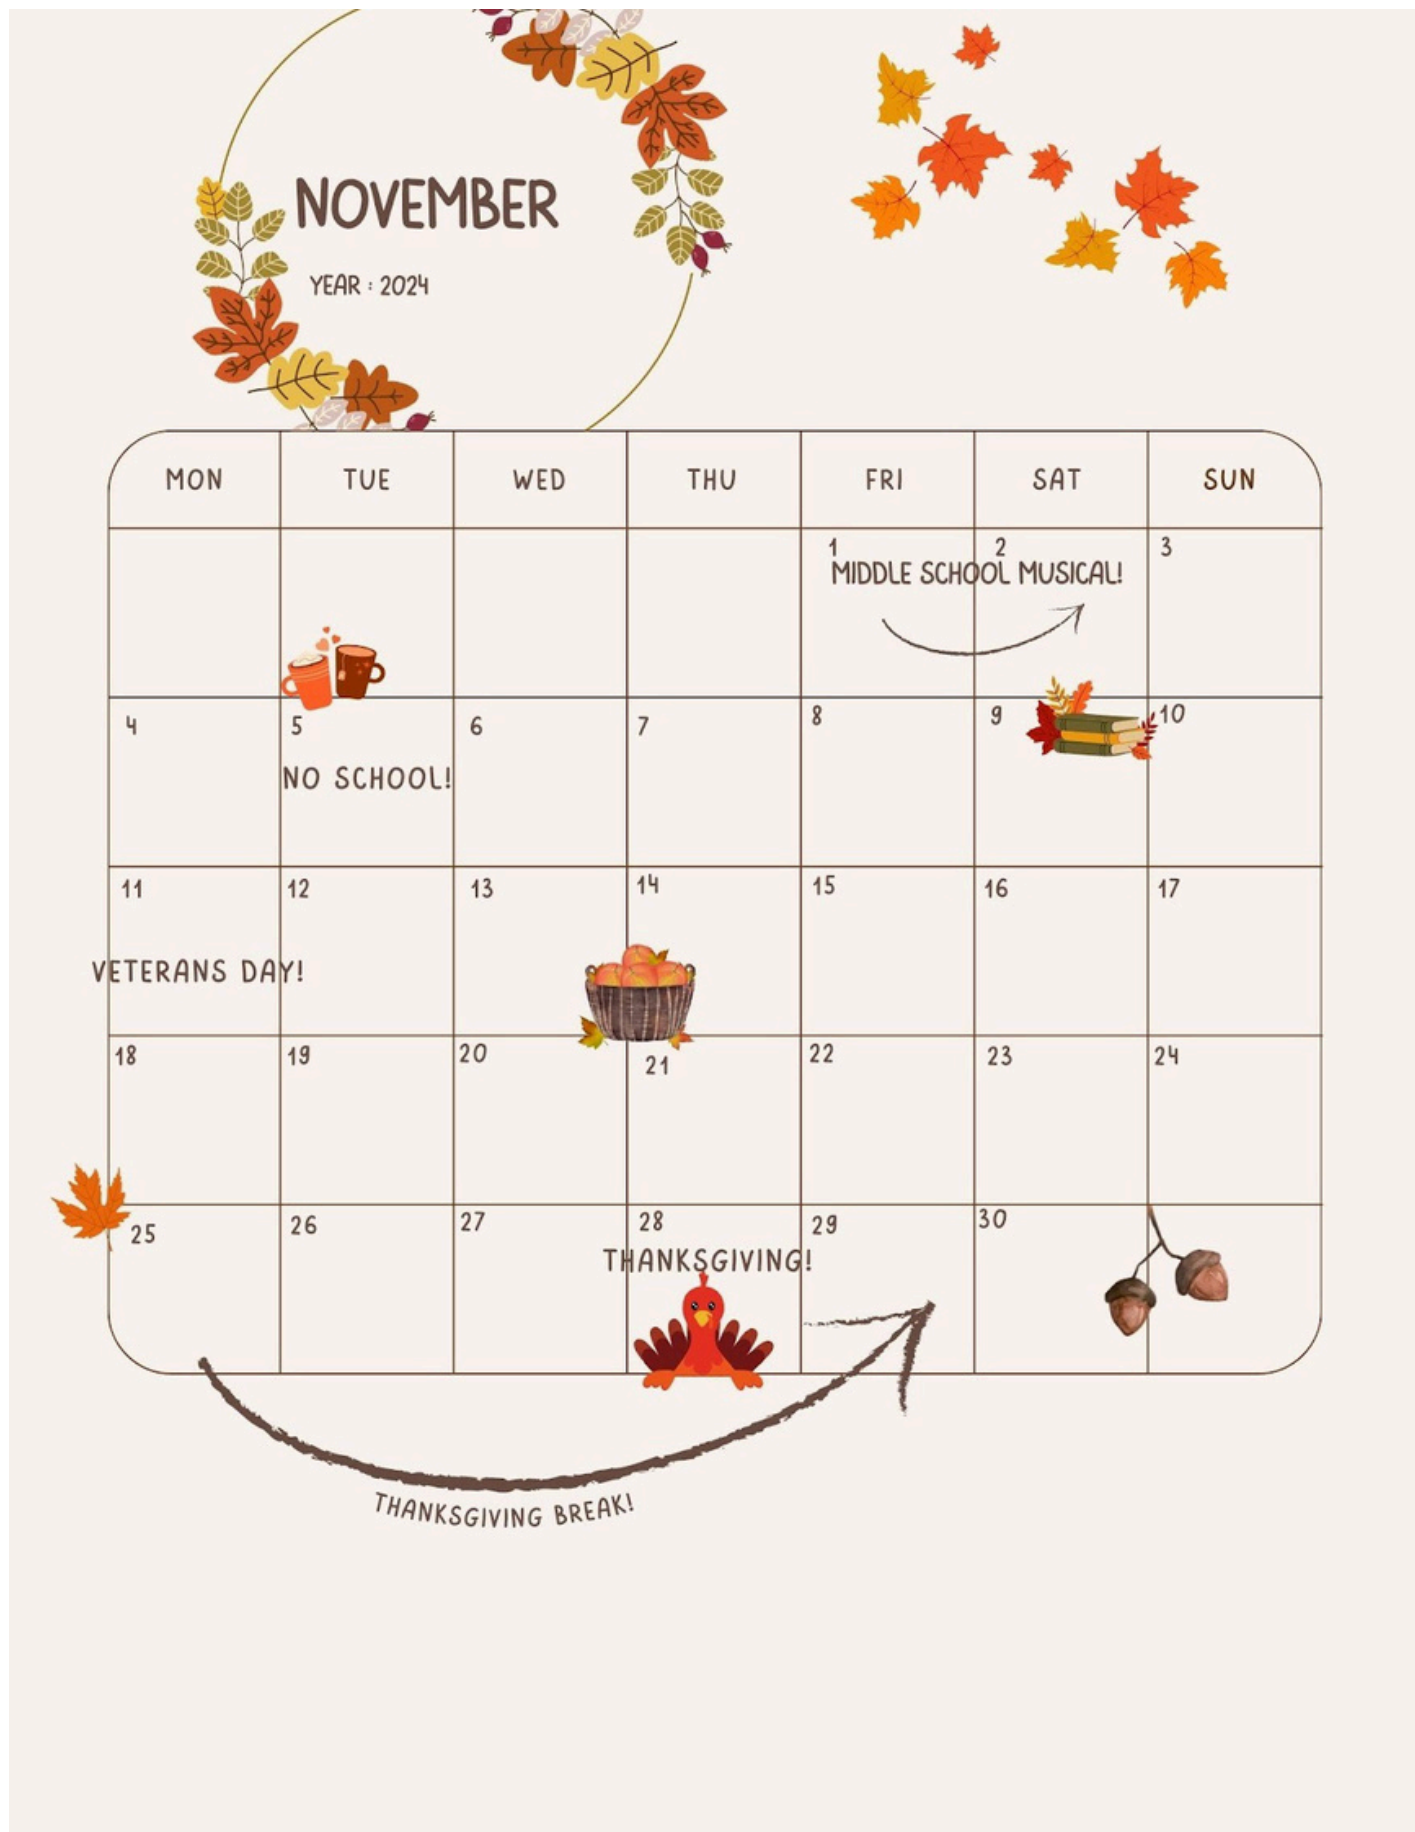 NOVEMBER
YEAR : 2024
MON TUE WED THU FRI SAT SUN
1 2 3
MIDDLE SCHOOL MUSICAL!
4 5 6 7 8 9 10
NO SCHOOL!
11 12 13 14 15 16 17
VETERANS DAY!
18 19 20 21 22 23 24
25 26 27 28 29 30
THANKSGIVING!
THANKSGIVING BREAK!